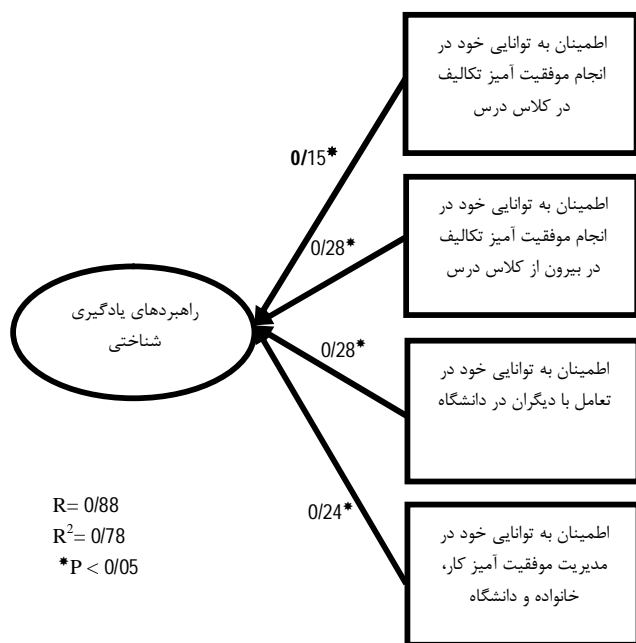 اطمینان به توانایی خود در
انجام موفقیت آمیز تکالیف
در کلاس درس
0/15*
اطمینان به توانایی خود در
انجام موفقیت آمیز تکالیف
در بیرون از کلاس درس
0/28*
راهبردهای یادگیری
شناختی
اطمینان به توانایی خود در
تعامل با دیگران در دانشگاه
0/28*
اطمینان به توانایی خود در
مدیریت موفقیت آمیز کار،
خانواده و دانشگاه
0/24*
R= 0/88
R²= 0/78
*P < 0/05